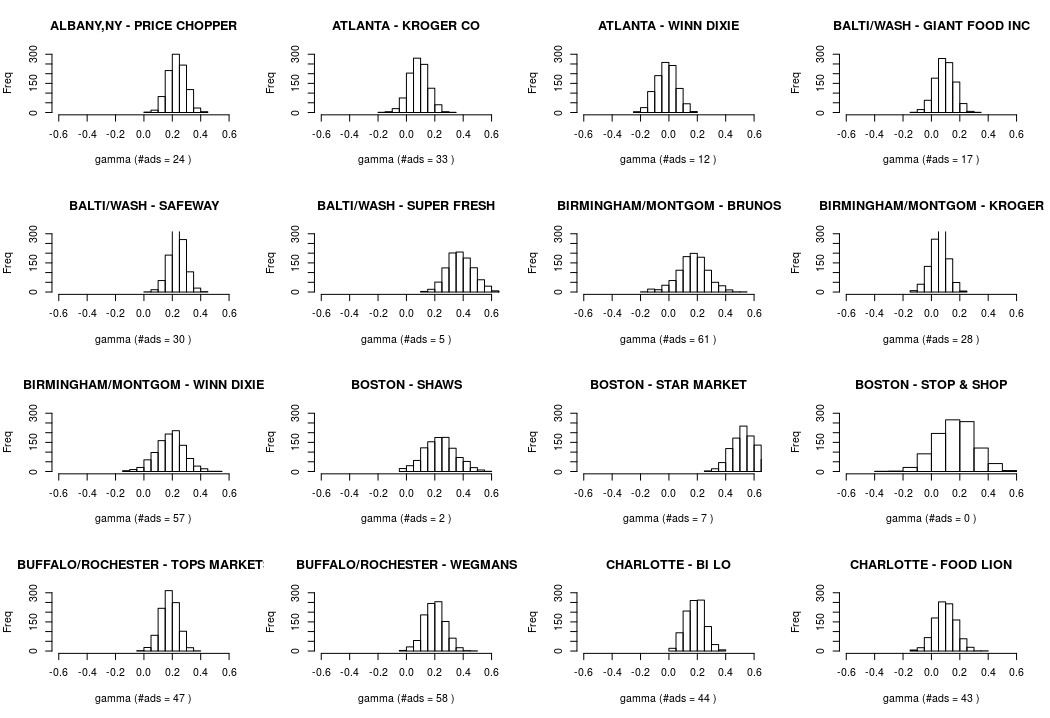 ALBANY,NY - PRICE CHOPPER
Freq
0 150 300
-0.6 -0.4 -0.2 0.0 0.2 0.4 0.6
gamma (#ads = 24 )
ATLANTA - KROGER CO
0 150 300
-0.6 -0.4 -0.2 0.0 0.2 0.4 0.6
Freq
gamma (#ads = 33 )
ATLANTA - WINN DIXIE
Freq
0 150 300
-0.6 -0.4 -0.2 0.0 0.2 0.4 0.6
gamma (#ads = 12 )
BALTI/WASH - GIANT FOOD INC
Freq
0 150 300
-0.6 -0.4 -0.2 0.0 0.2 0.4 0.6
gamma (#ads = 17 )
BALTI/WASH - SAFEWAY
Freq
0 150 300
-0.6 -0.4 -0.2 0.0 0.2 0.4 0.6
gamma (#ads = 30 )
BALTI/WASH - SUPER FRESH
Freq
0 150 300
-0.6 -0.4 -0.2 0.0 0.2 0.4 0.6
gamma (#ads = 5 )
BIRMINGHAM/MONTGOM - BRUNOS
Freq
0 150 300
-0.6 -0.4 -0.2 0.0 0.2 0.4 0.6
gamma (#ads = 61 )
BIRMINGHAM/MONTGOM - KROGER
Freq
0 150 300
-0.6 -0.4 -0.2 0.0 0.2 0.4 0.6
gamma (#ads = 28 )
BIRMINGHAM/MONTGOM - WINN DIXIE
Freq
0 150 300
-0.6 -0.4 -0.2 0.0 0.2 0.4 0.6
gamma (#ads = 57 )
BOSTON - SHAWS
Freq
0 150 300
-0.6 -0.4 -0.2 0.0 0.2 0.4 0.6
gamma (#ads = 2 )
BOSTON - STAR MARKET
Freq
0 150 300
-0.6 -0.4 -0.2 0.0 0.2 0.4 0.6
gamma (#ads = 7 )
BOSTON - STOP & SHOP
Freq
0 150 300
-0.6 -0.4 -0.2 0.0 0.2 0.4 0.6
gamma (#ads = 0 )
BUFFALO/ROCHESTER - TOPS MARKET
Freq
0 150 300
-0.6 -0.4 -0.2 0.0 0.2 0.4 0.6
gamma (#ads = 47 )
BUFFALO/ROCHESTER - WEGMANS
Freq
0 150 300
-0.6 -0.4 -0.2 0.0 0.2 0.4 0.6
gamma (#ads = 58 )
CHARLOTTE - BI LO
Freq
0 150 300
-0.6 -0.4 -0.2 0.0 0.2 0.4 0.6
gamma (#ads = 44 )
CHARLOTTE - FOOD LION
Freq
0 150 300
-0.6 -0.4 -0.2 0.0 0.2 0.4 0.6
gamma (#ads = 43 )